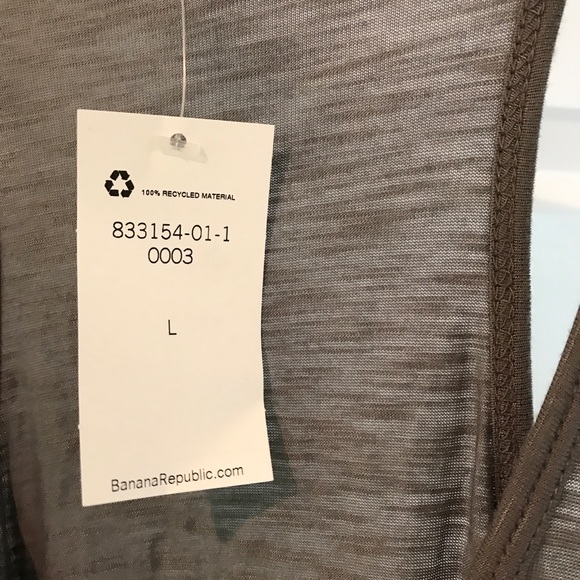 100% RECYCLED MATERIAL
833154-01-1
0003
L
BananaRepublic.com